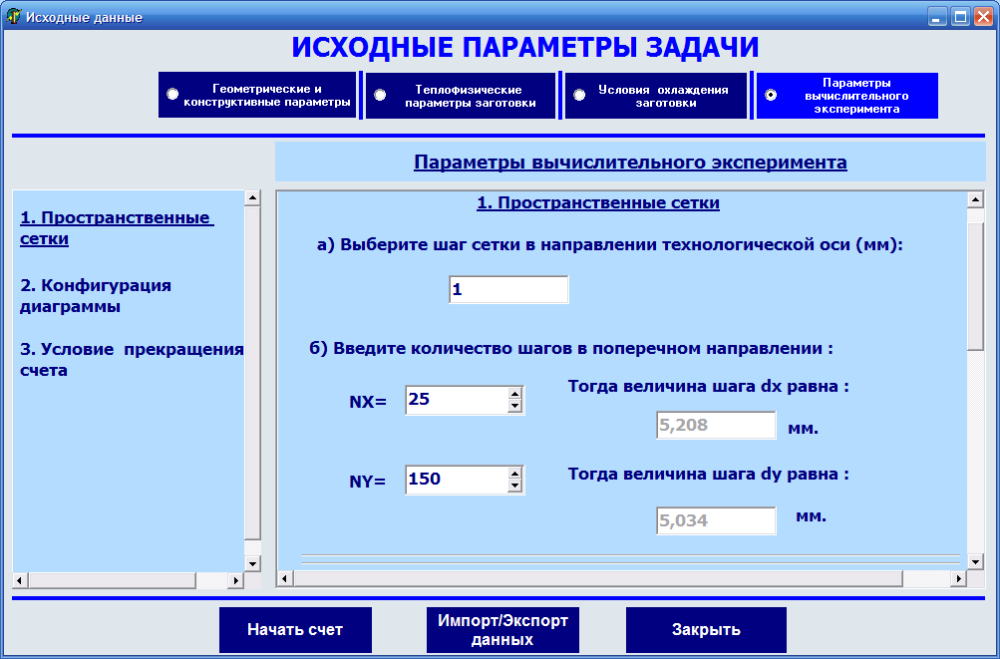 Исходные данные
ИСХОДНЫЕ ПАРАМЕТРЫ ЗАДАЧИ
Геометрические и
конструктивные параметры
Теплофизические
параметры заготовки
Условия охлаждения
заготовки
Параметры
вычислительного
эксперимента
Параметры вычислительного эксперимента
1. Пространственные
сетки
2. Конфигурация
диаграммы
3. Условие прекращения
счета
1. Пространственные сетки
а) Выберите шаг сетки в направлении технологической оси (мм):
1
б) Введите количество шагов в поперечном направлении :
Тогда величина шага dx равна :
NX=
25
5,208
мм.
Тогда величина шага dy равна :
NY=
150
5,034
мм.
Начать счет
Импорт/Экспорт
данных
Закрыть